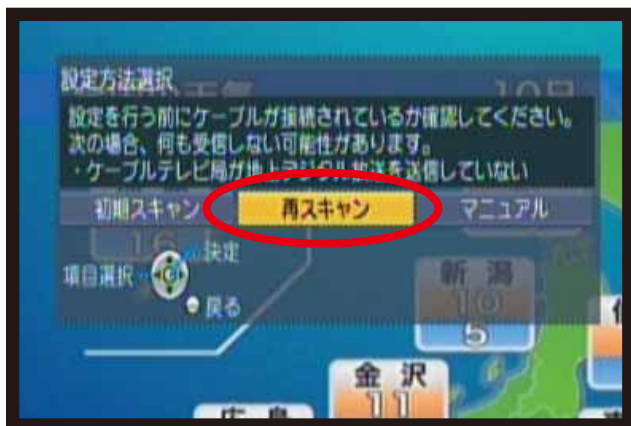 設定方法選択
設定を行う前にケーブルが接続されているか確認してください。
次の場合、何も受信しない可能性があります。
・ケーブルテレビ局が地上デジタル放送を送信していない
初期スキャン 再スキャン マニュアル
決定
項目選択
戻る
新潟
10
5
金沢
11
広島